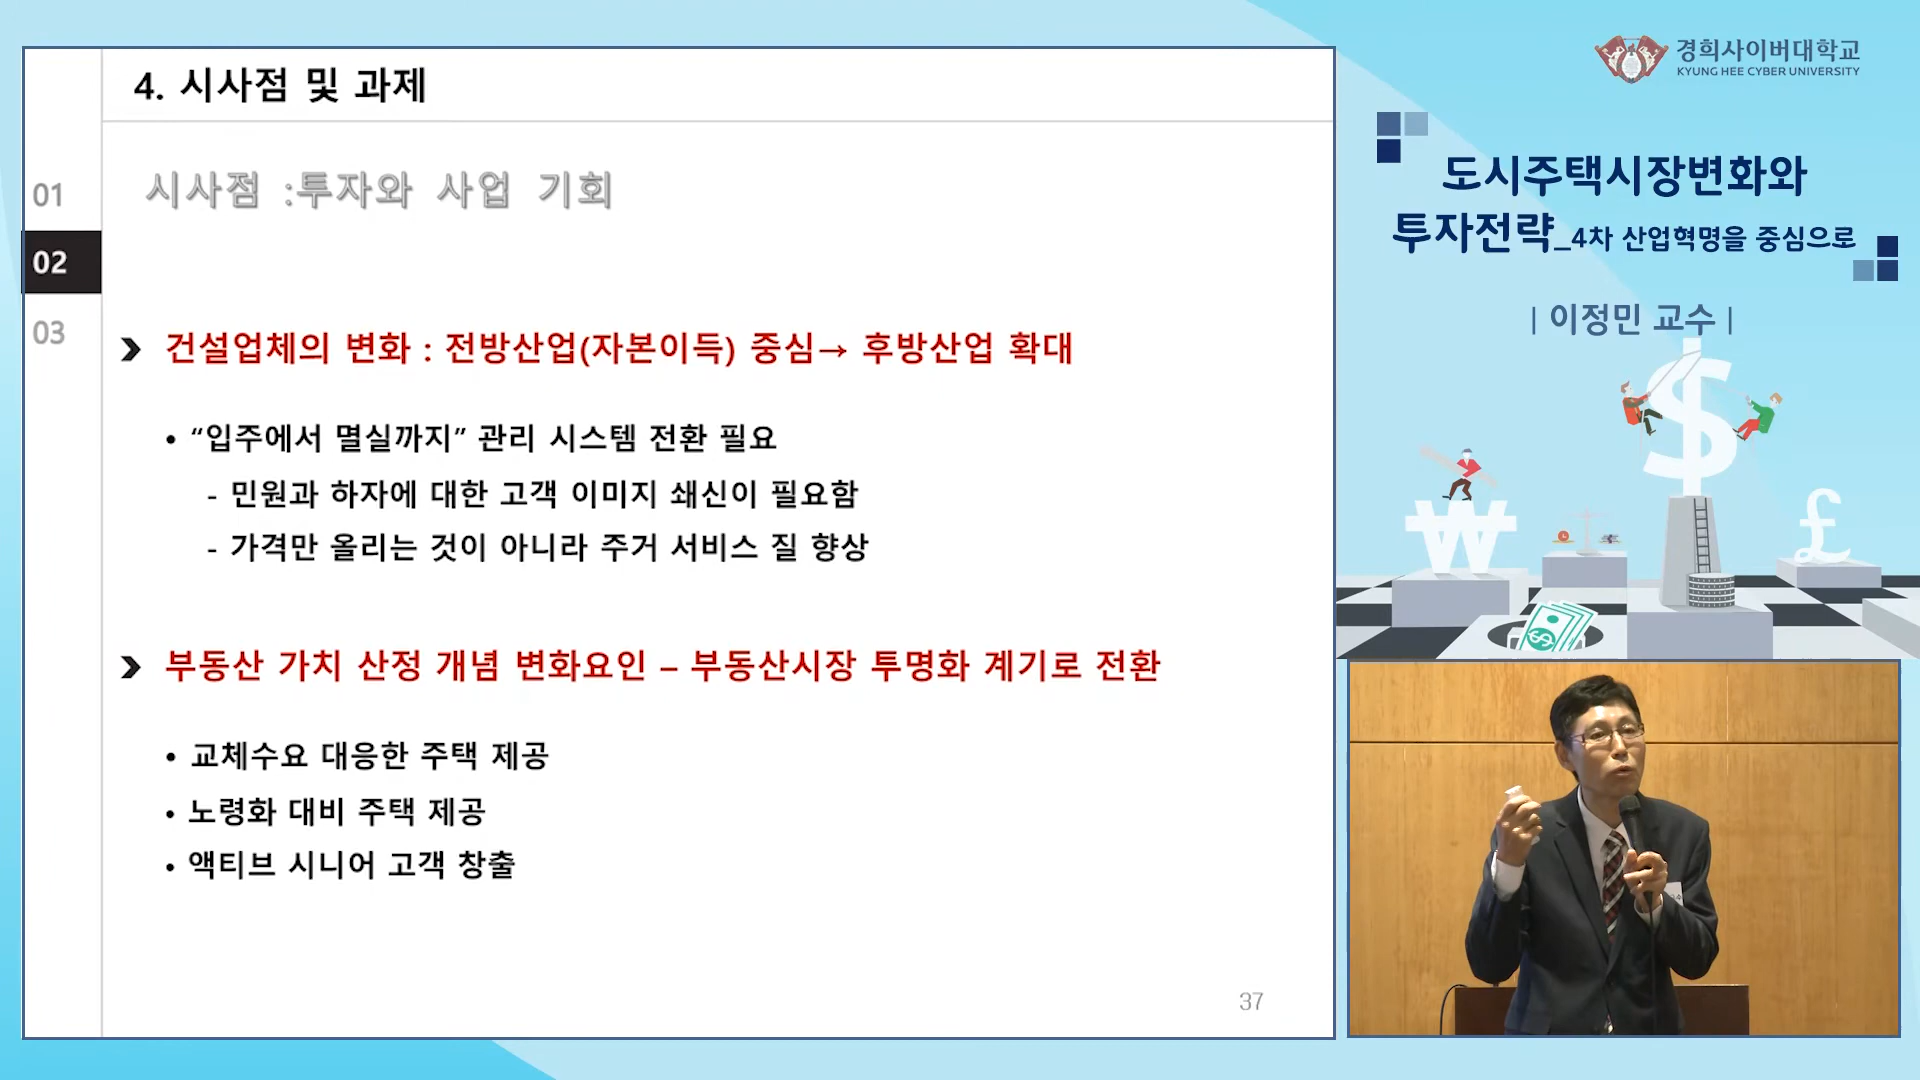 4. 시사점 및 과제
01
02
03
시사점 :투자와 사업 기회
건설업체의 변화 : 전방산업(자본이득) 중심→ 후방산업 확대
• “입주에서 멸실까지” 관리 시스템 전환 필요
- 민원과 하자에 대한 고객 이미지 쇄신이 필요함
- 가격만 올리는 것이 아니라 주거 서비스 질 향상
부동산 가치 산정 개념 변화요인 – 부동산시장 투명화 계기로 전환
• 교체수요 대응한 주택 제공
• 노령화 대비 주택 제공
• 액티브 시니어 고객 창출
37
경희사이버대학교
KYUNG HEE CYBER UNIVERSITY
도시주택시장변화와
투자전략_4차 산업혁명을 중심으로
| 이정민 교수 |
$
₩
£